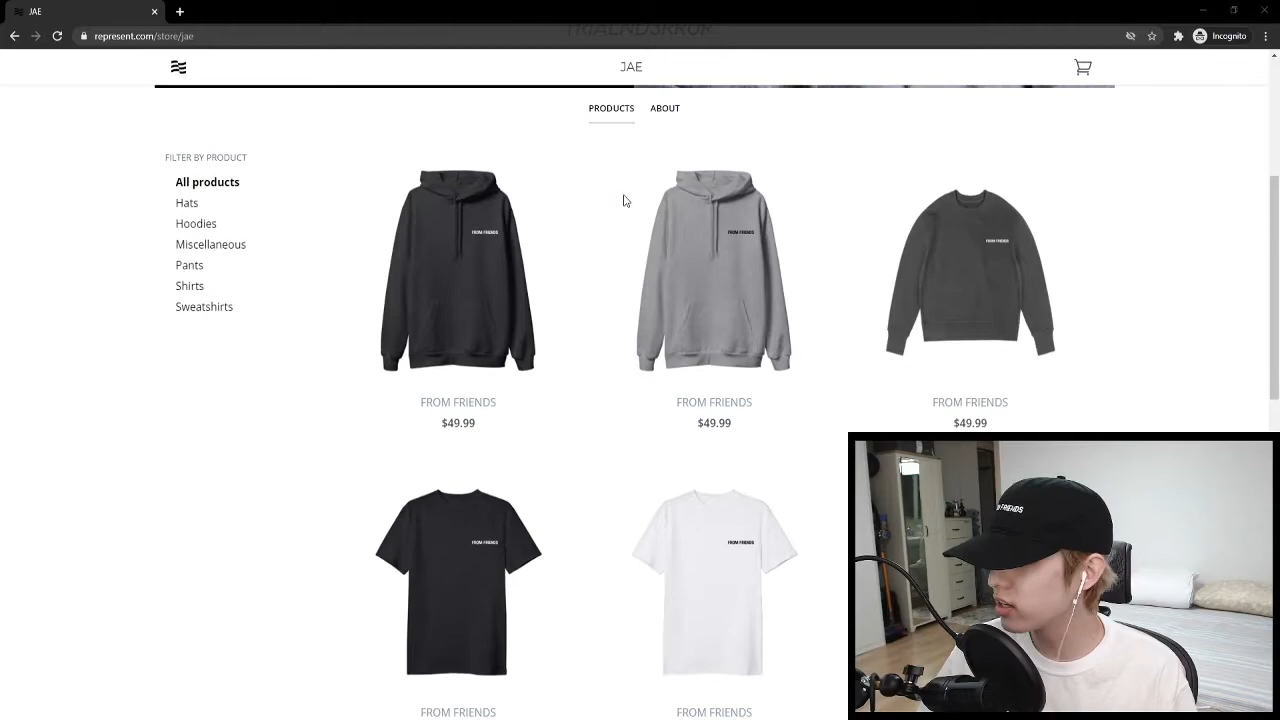 JAE
represent.com/store/jae
Incognito
JAE
PRODUCTS
ABOUT
FILTER BY PRODUCT
All products
Hats
Hoodies
Miscellaneous
Pants
Shirts
Sweatshirts
FROM FRIENDS
FROM FRIENDS
FROM FRIENDS
FROM FRIENDS
$49.99
FROM FRIENDS
$49.99
FROM FRIENDS
$49.99
FROM FRIENDS
FROM FRIENDS
FRIENDS
FROM FRIENDS
FROM FRIENDS